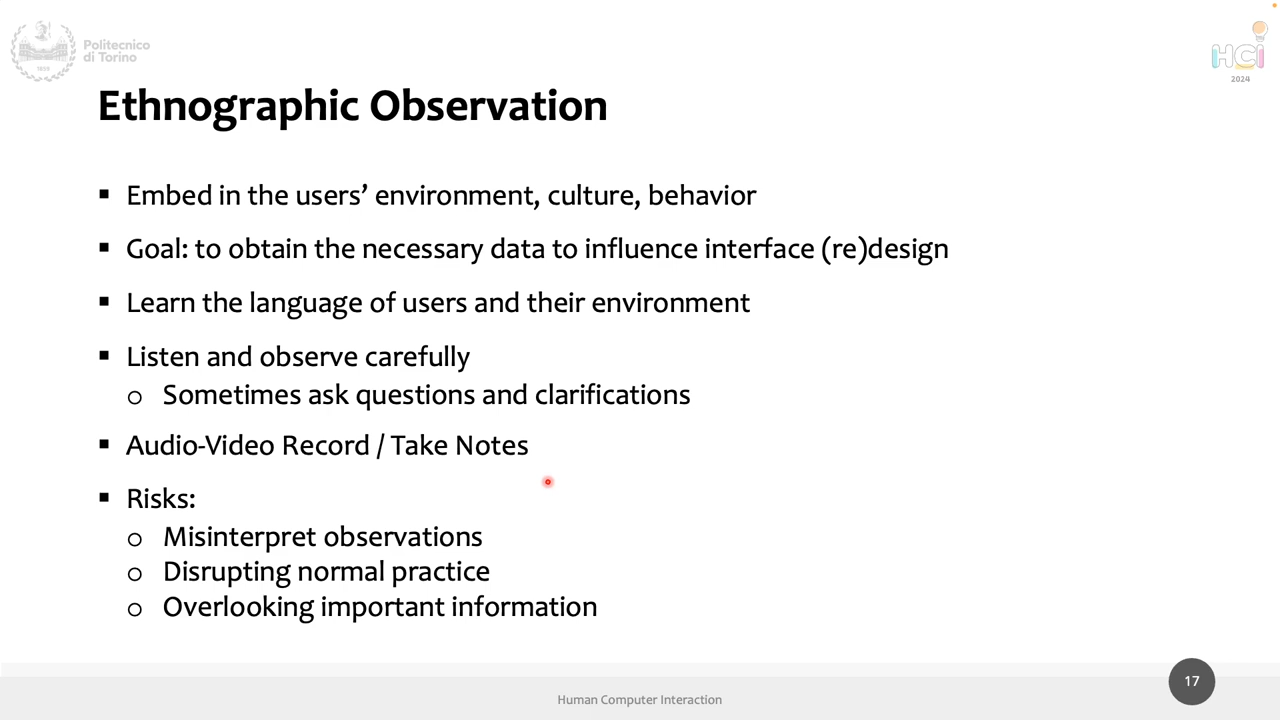 Politecnico
di Torino
1859
HCI
2024
Ethnographic Observation
▪ Embed in the users’ environment, culture, behavior
▪ Goal: to obtain the necessary data to influence interface (re)design
▪ Learn the language of users and their environment
▪ Listen and observe carefully
o Sometimes ask questions and clarifications
▪ Audio-Video Record / Take Notes
▪ Risks:
o Misinterpret observations
o Disrupting normal practice
o Overlooking important information
Human Computer Interaction
17